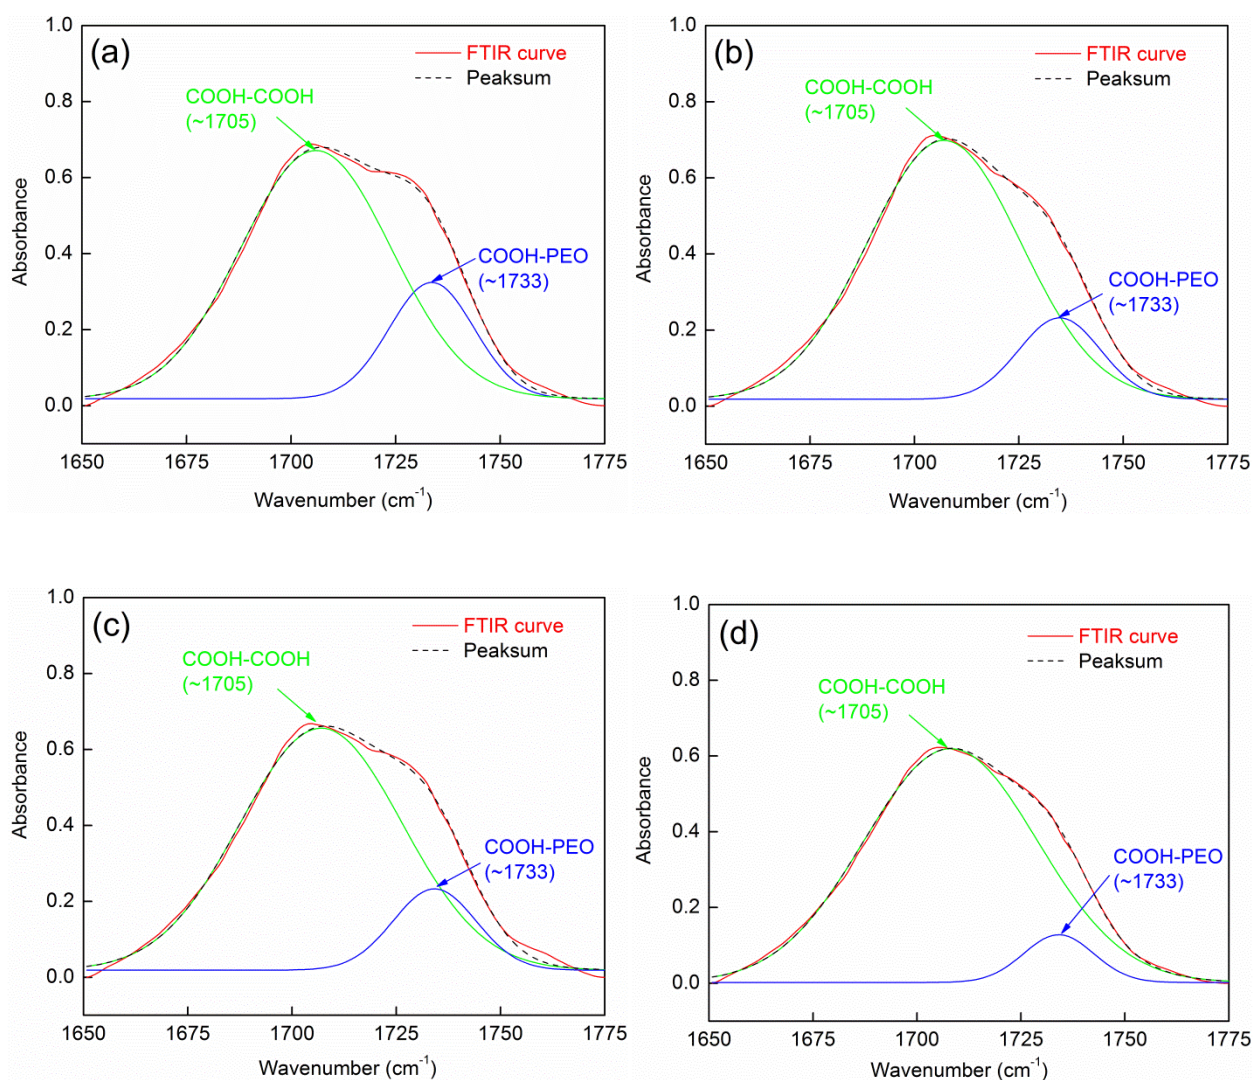 (a)
FTIR curve
Peaksum
COOH-COOH
(~1705)
COOH-PEO
(~1733)
1.0
0.8
0.6
0.4
0.2
0.0
Absorbance
1650 1675 1700 1725 1750 1775
Wavenumber (cm-1)
(b)
FTIR curve
Peaksum
COOH-COOH
(~1705)
COOH-PEO
(~1733)
1.0
0.8
0.6
0.4
0.2
0.0
Absorbance
1650 1675 1700 1725 1750 1775
Wavenumber (cm-1)
(c)
FTIR curve
Peaksum
COOH-COOH
(~1705)
COOH-PEO
(~1733)
1.0
0.8
0.6
0.4
0.2
0.0
Absorbance
1650 1675 1700 1725 1750 1775
Wavenumber (cm-1)
(d)
FTIR curve
Peaksum
COOH-COOH
(~1705)
COOH-PEO
(~1733)
1.0
0.8
0.6
0.4
0.2
0.0
Absorbance
1650 1675 1700 1725 1750 1775
Wavenumber (cm-1)